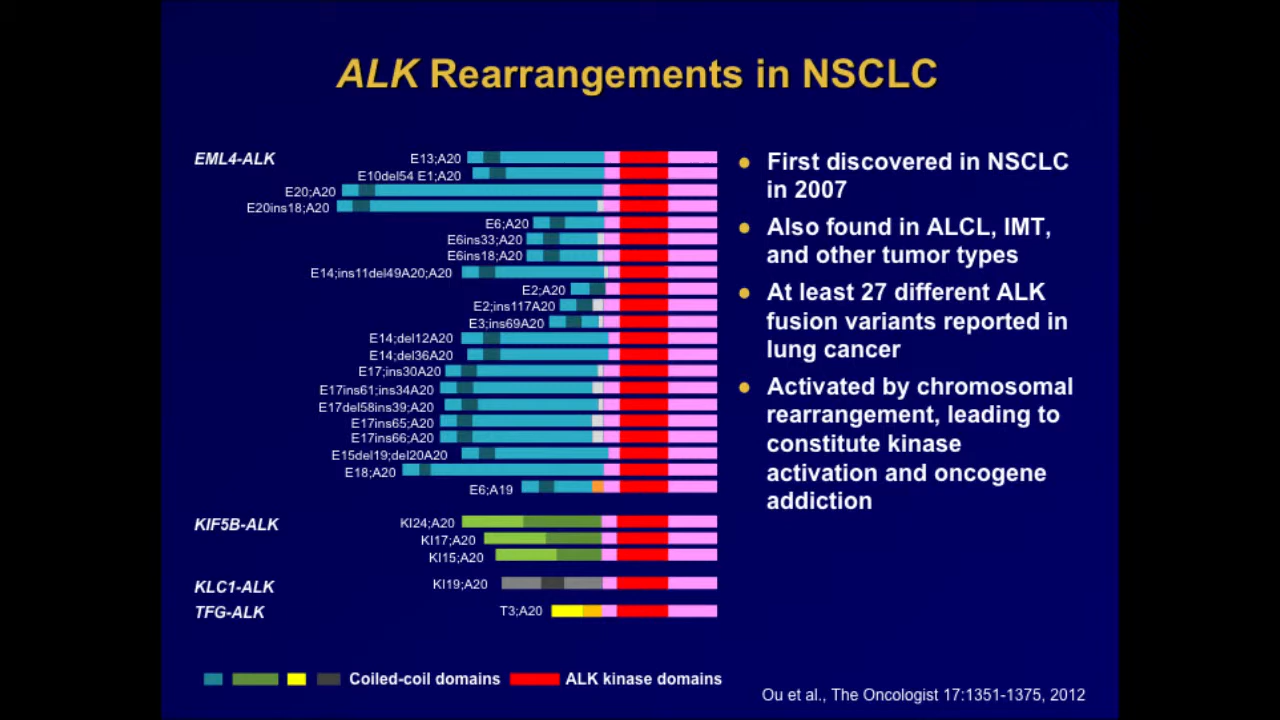 ALK Rearrangements in NSCLC
EML4-ALK
E13;A20
E10del54 E1;A20
E20;A20
E20ins18;A20
E6;A20
E6ins33;A20
E6ins18;A20
E14;ins11del49A20;A20
E2;A20
E2;ins117A20
E3;ins69A20
E14;del12A20
E14;del36A20
E17;ins30A20
E17ins61;ins34A20
E17del58ins39;A20
E17ins65;A20
E17ins66;A20
E15del19;del20A20
E18;A20
E6;A19
KIF5B-ALK
KI24;A20
KI17;A20
KI15;A20
KLC1-ALK
KI19;A20
TFG-ALK
T3;A20
Coiled-coil domains
ALK kinase domains
● First discovered in NSCLC
in 2007
● Also found in ALCL, IMT,
and other tumor types
● At least 27 different ALK
fusion variants reported in
lung cancer
● Activated by chromosomal
rearrangement, leading to
constitute kinase
activation and oncogene
addiction
Ou et al., The Oncologist 17:1351-1375, 2012